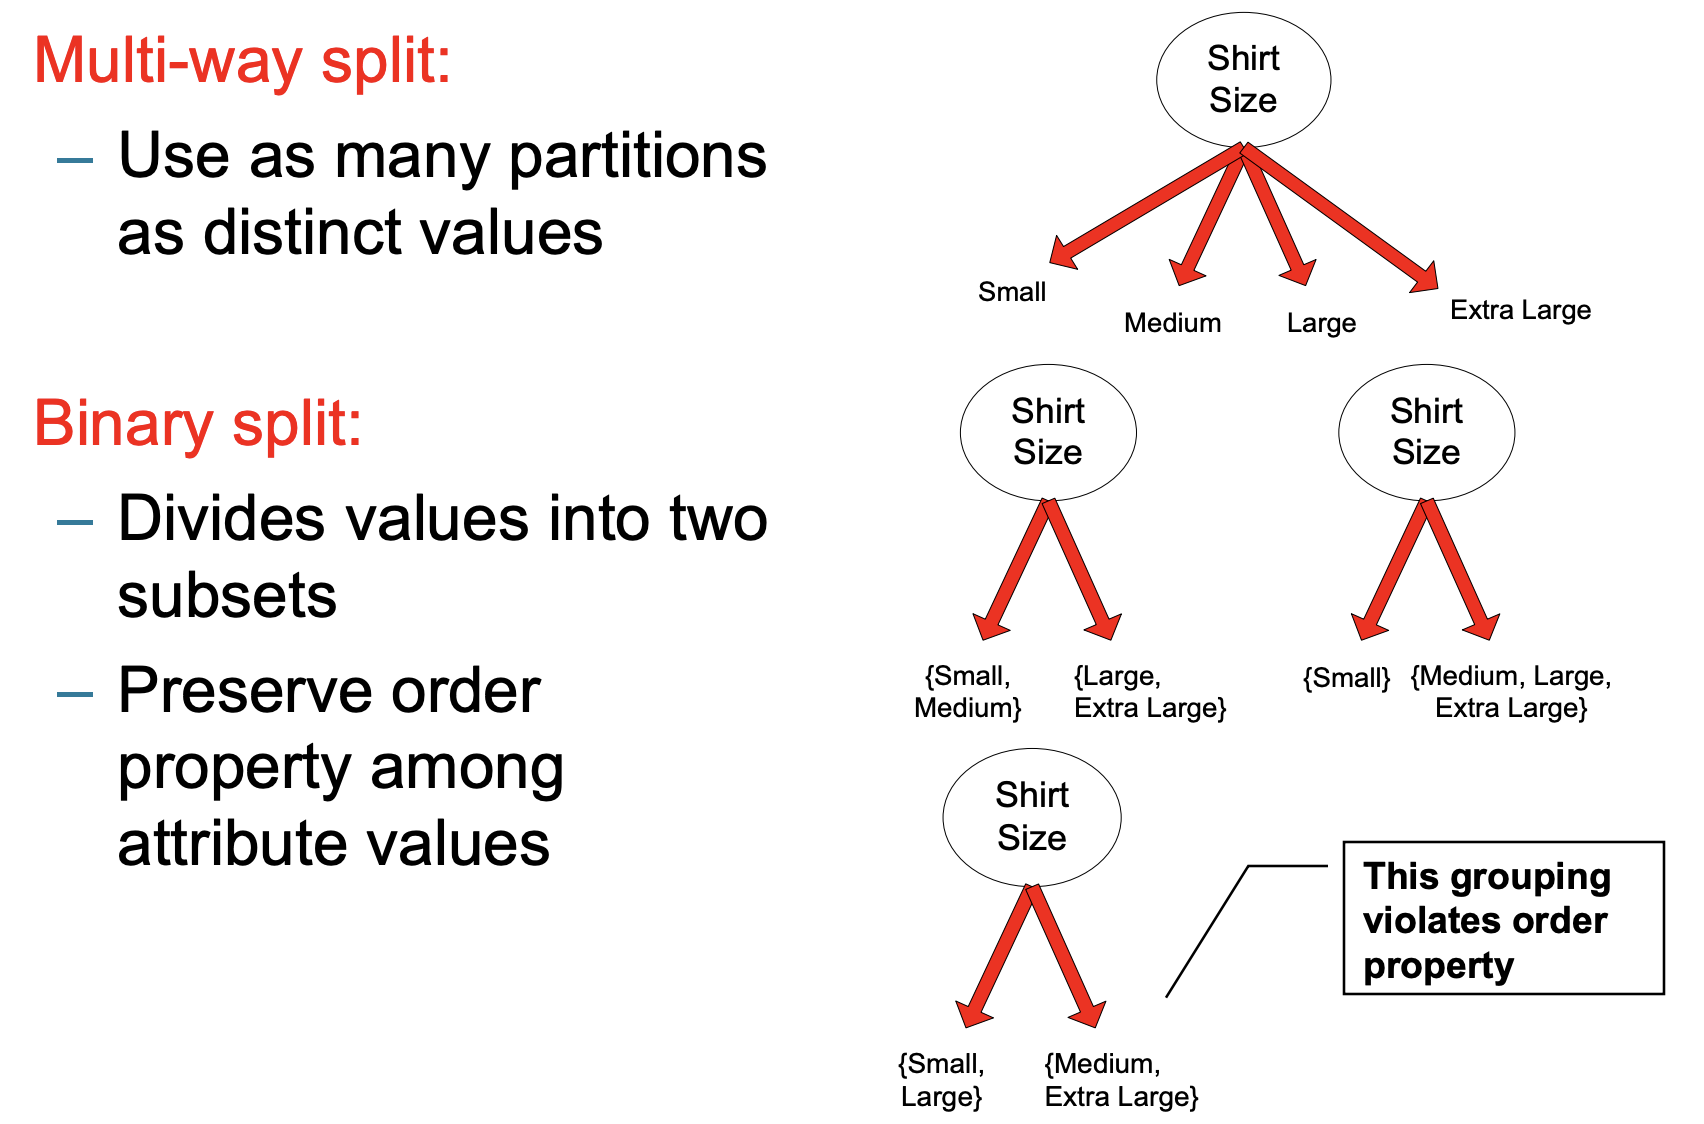 Multi-way split:
– Use as many partitions
as distinct values
Binary split:
– Divides values into two
subsets
– Preserve order
property among
attribute values
Shirt
Size
Small
Medium
Large
Extra Large
Shirt
Size
{Small,
Medium}
{Large,
Extra Large}
Shirt
Size
{Small}
{Medium, Large,
Extra Large}
Shirt
Size
{Small,
Large}
{Medium,
Extra Large}
This grouping
violates order
property